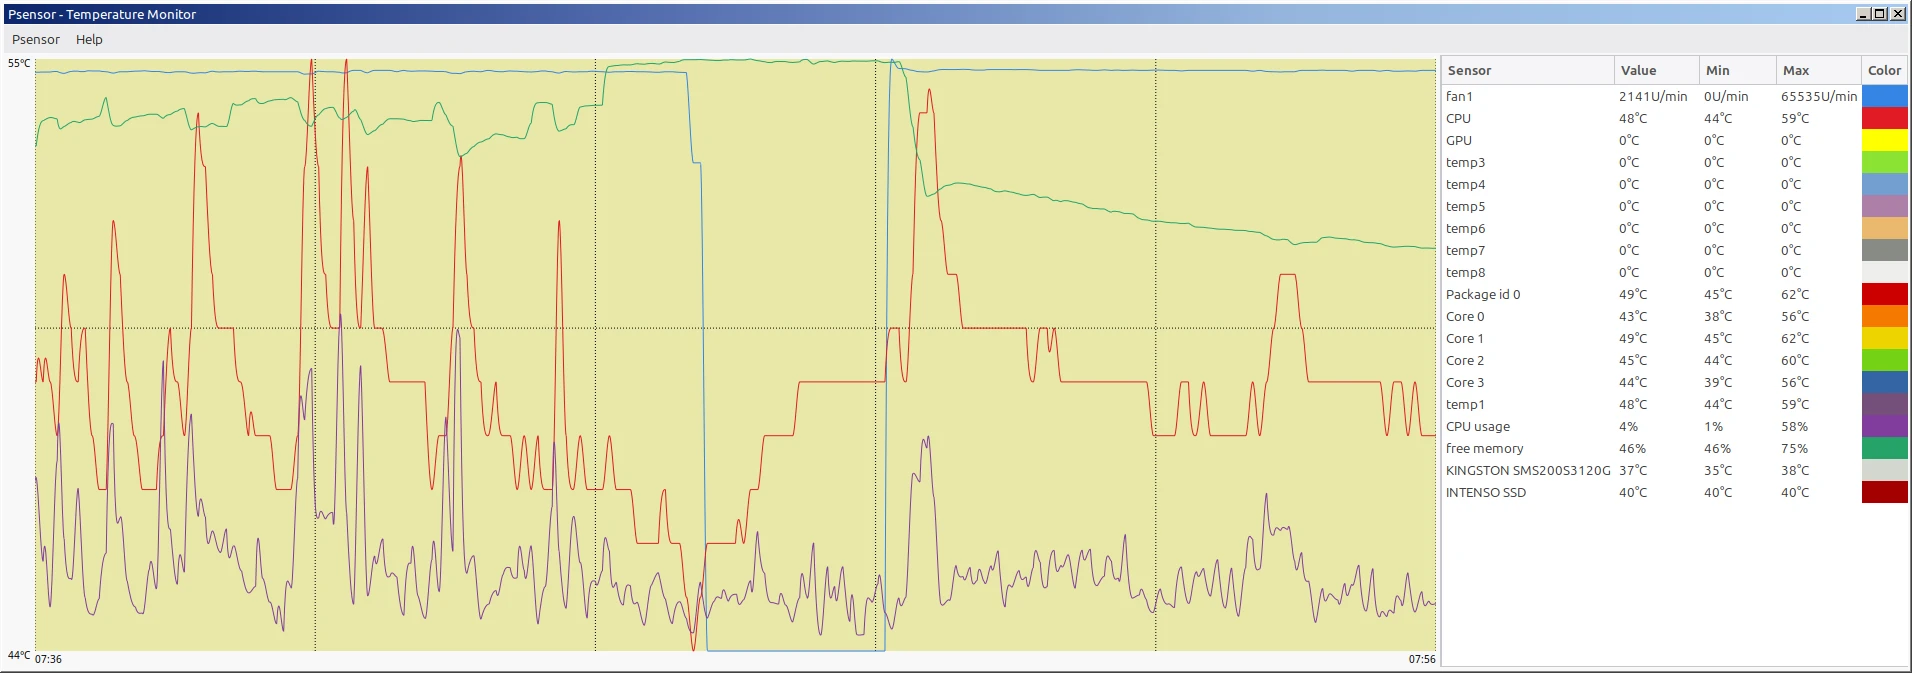 Psensor - Temperature Monitor
Psensor Help
55°C
44°C
07:36
07:56
Sensor Value Min Max Color
fan1 2141U/min 0U/min 65535U/min
CPU 48°C 44°C 59°C
GPU 0°C 0°C 0°C
temp3 0°C 0°C 0°C
temp4 0°C 0°C 0°C
temp5 0°C 0°C 0°C
temp6 0°C 0°C 0°C
temp7 0°C 0°C 0°C
temp8 0°C 0°C 0°C
Package id 0 49°C 45°C 62°C
Core 0 43°C 38°C 56°C
Core 1 49°C 45°C 62°C
Core 2 45°C 44°C 60°C
Core 3 44°C 39°C 56°C
temp1 48°C 44°C 59°C
CPU usage 4% 1% 58%
free memory 46% 46% 75%
KINGSTON SMS200S3120G 37°C 35°C 38°C
INTENSO SSD 40°C 40°C 40°C